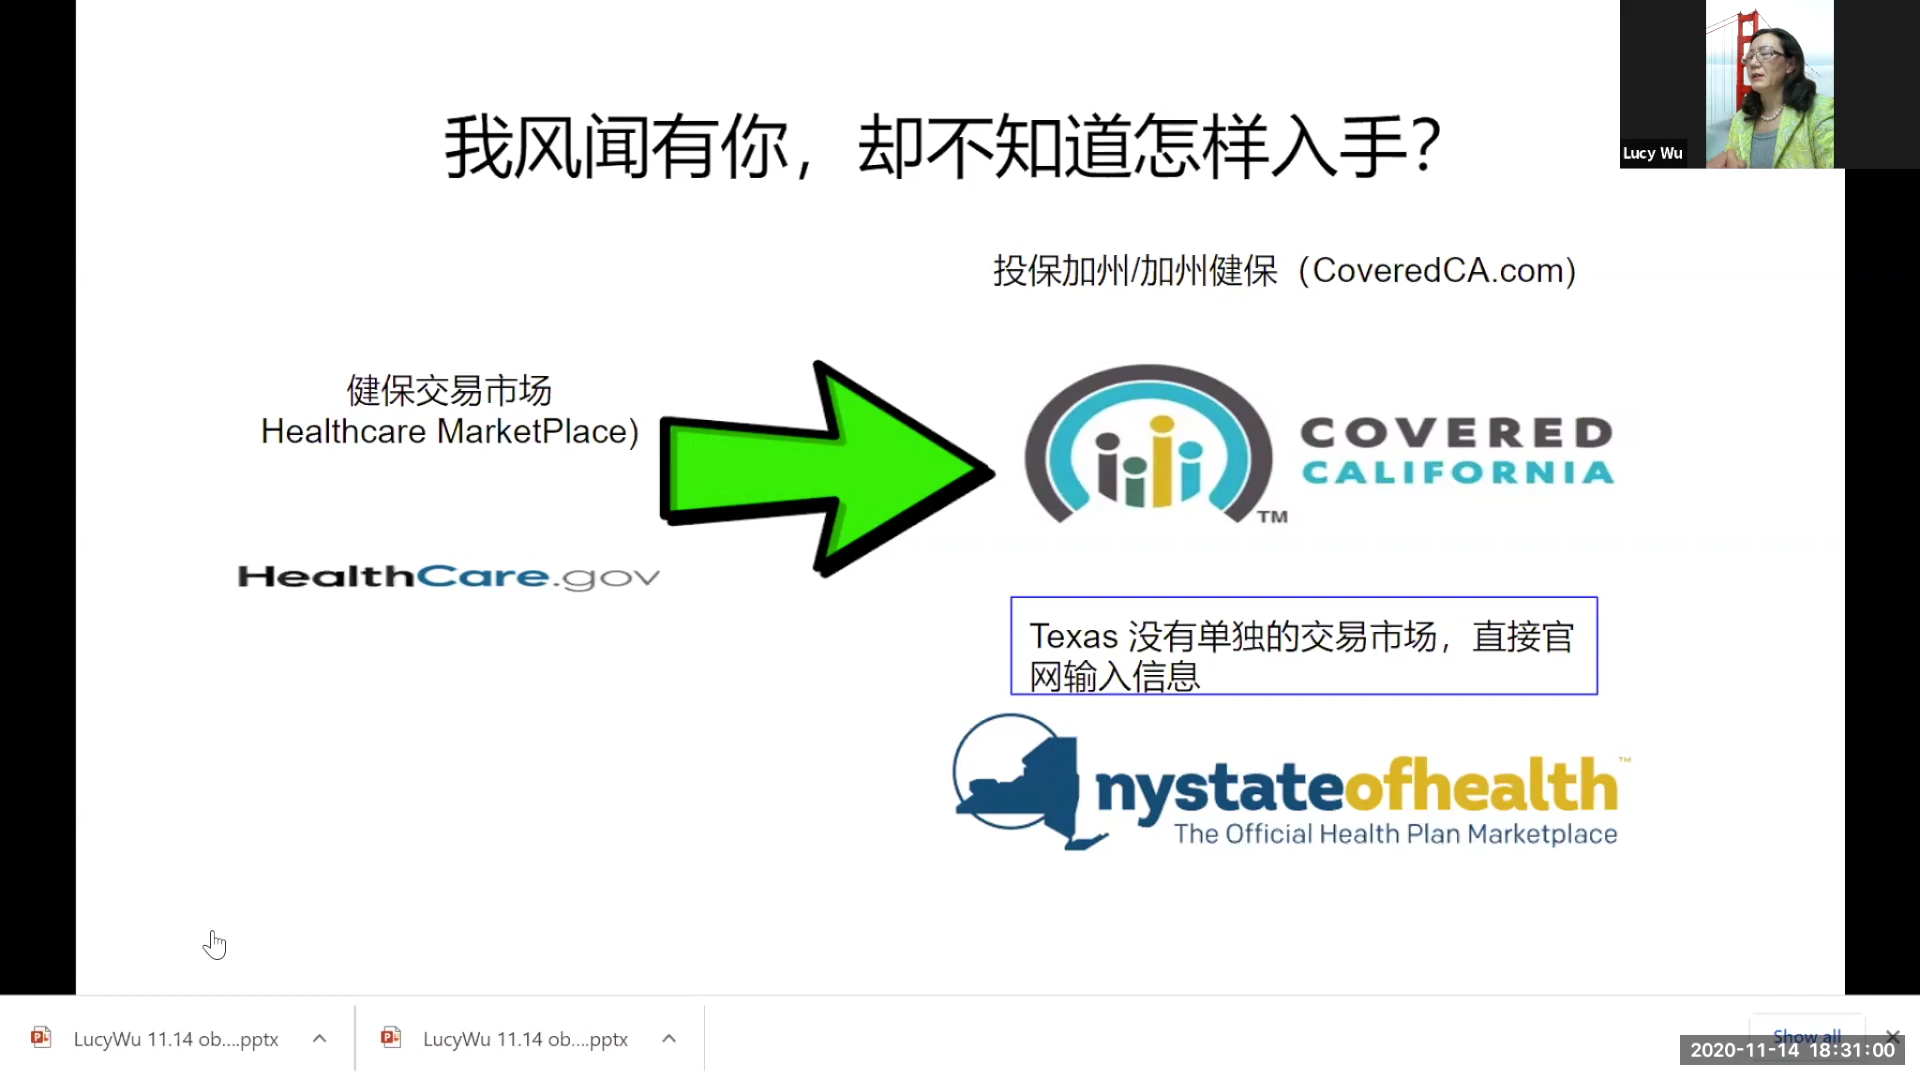 Lucy Wu
我风闻有你，却不知道怎样入手？
投保加州/加州健保（CoveredCA.com）
健保交易市场
Healthcare MarketPlace)
COVERED
CALIFORNIA
TM
HealthCare.gov
Texas 没有单独的交易市场，直接官
网输入信息
nystateofhealth™
The Official Health Plan Marketplace
LucyWu 11.14 ob....pptx
LucyWu 11.14 ob....pptx
Show all
2020-11-14 18:31:00